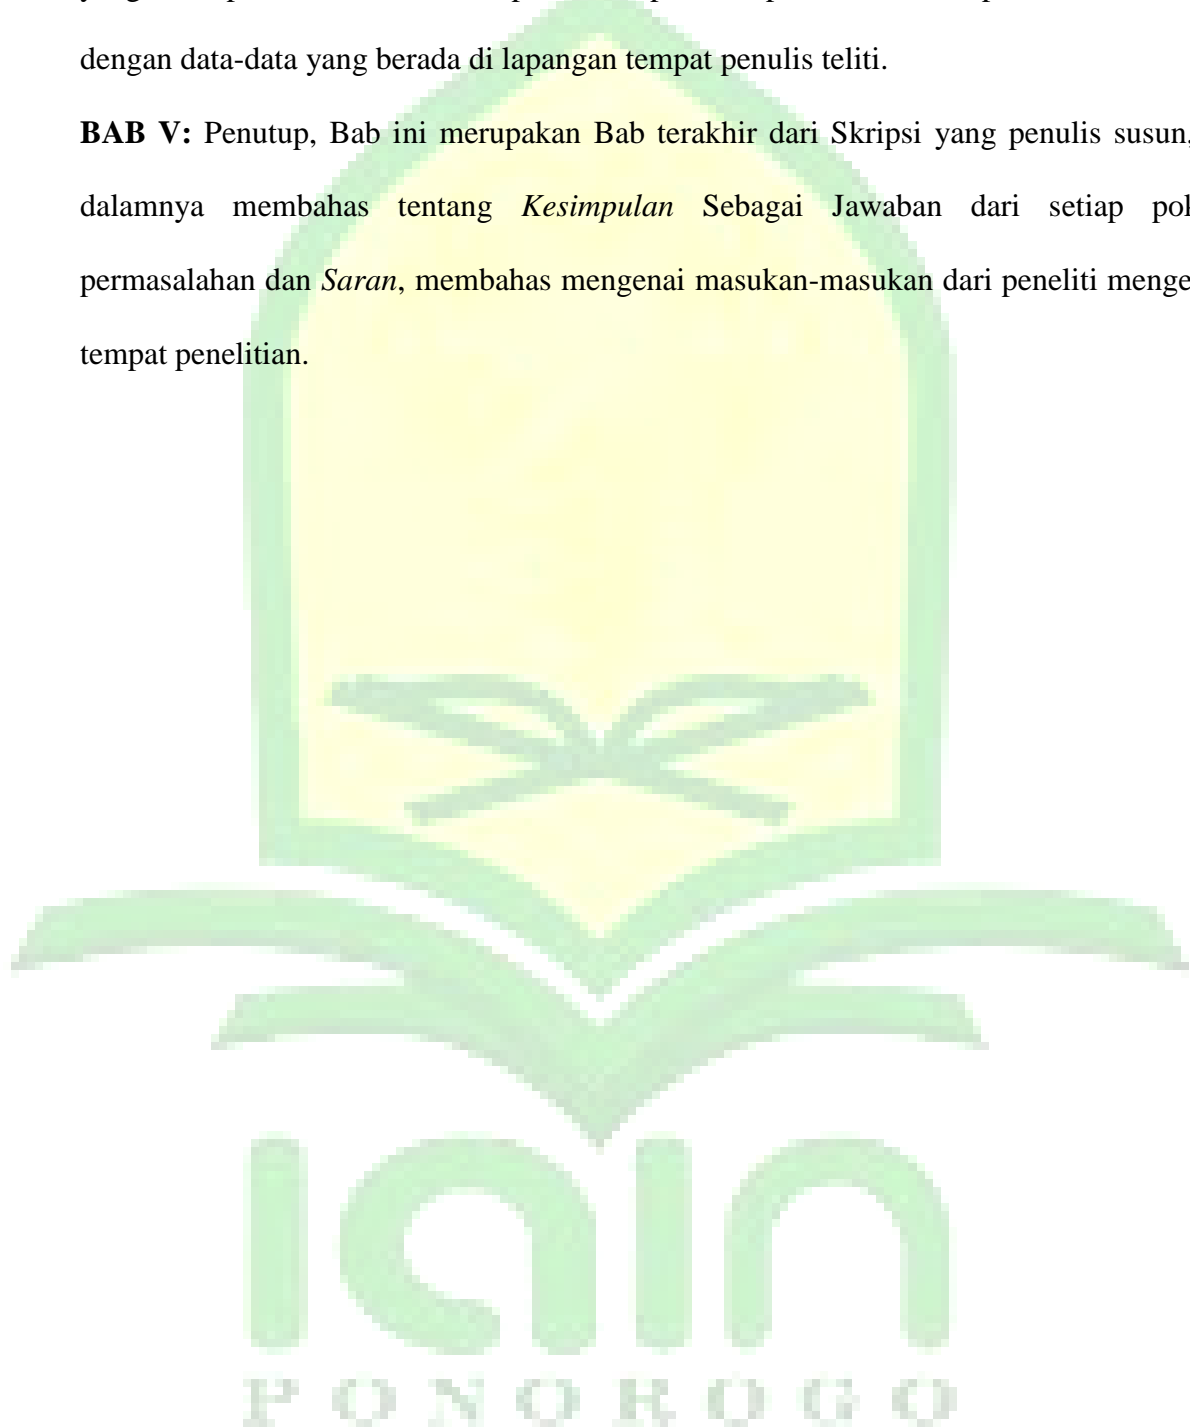 dengan data-data yang berada di lapangan tempat penulis teliti.
BAB V: Penutup, Bab ini merupakan Bab terakhir dari Skripsi yang penulis susun,
dalamnya membahas tentang Kesimpulan Sebagai Jawaban dari setiap
permasalahan dan Saran, membahas mengenai masukan-masukan dari peneliti
tempat penelitian.
iain
PONOROGO